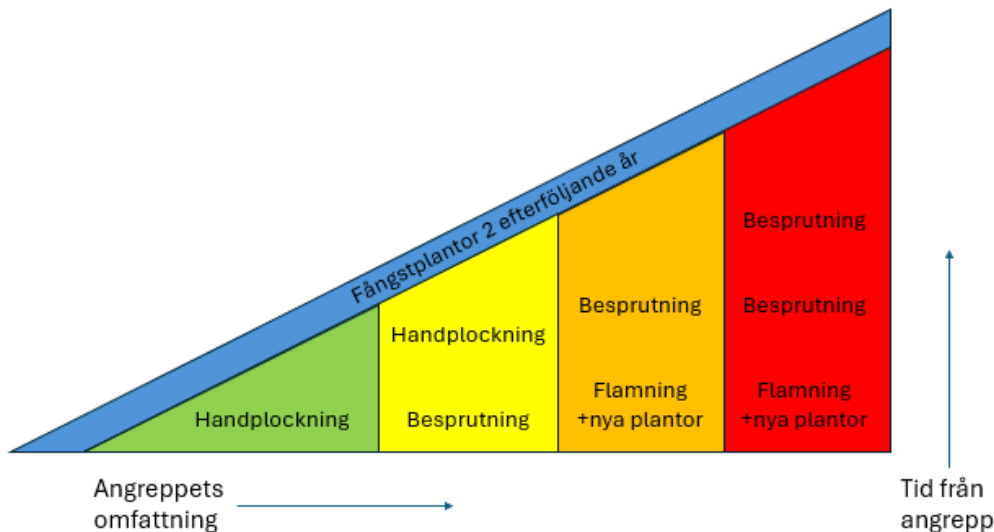 Fångstplantor 2 efterföljande år
Handplockning
Handplockning
Besprutning
Besprutning
Flamning
+nya plantor
Besprutning
Besprutning
Flamning
+nya plantor
Angreppets
omfattning
Tid från
angrepp